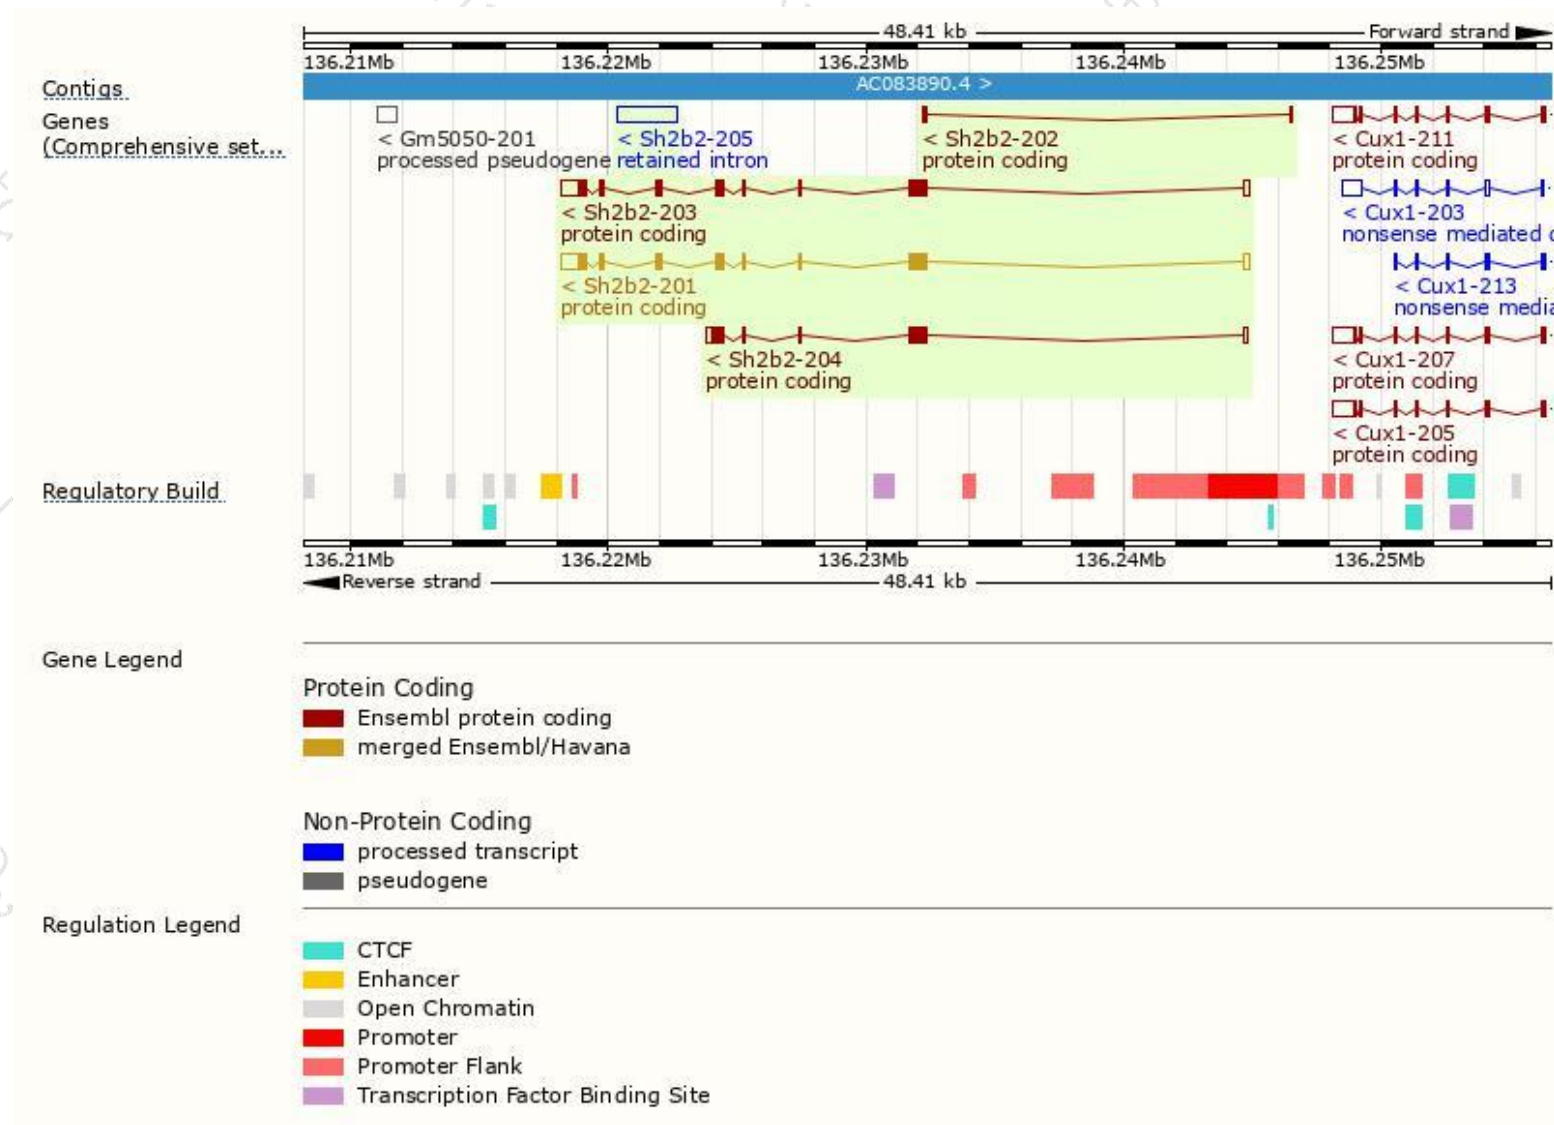 48.41 kb Forward strand
136.21Mb 136.22Mb 136.23Mb 136.24Mb 136.25Mb
Contigs AC083890.4 >
Genes
(Comprehensive set...
< Gm5050-201 < Sh2b2-205 < Sh2b2-202 < Cux1-211
processed pseudogene retained intron protein coding protein coding
< Sh2b2-203 < Cux1-203
protein coding nonsense mediated
< Sh2b2-201 < Cux1-213
protein coding nonsense media
< Sh2b2-204 < Cux1-207
protein coding protein coding
< Cux1-205
protein coding
Regulatory Build
136.21Mb 136.22Mb 136.23Mb 136.24Mb 136.25Mb
Reverse strand 48.41 kb
Gene Legend
Protein Coding
Ensembl protein coding
merged Ensembl/Havana
Non-Protein Coding
processed transcript
pseudogene
Regulation Legend
CTCF
Enhancer
Open Chromatin
Promoter
Promoter Flank
Transcription Factor Binding Site